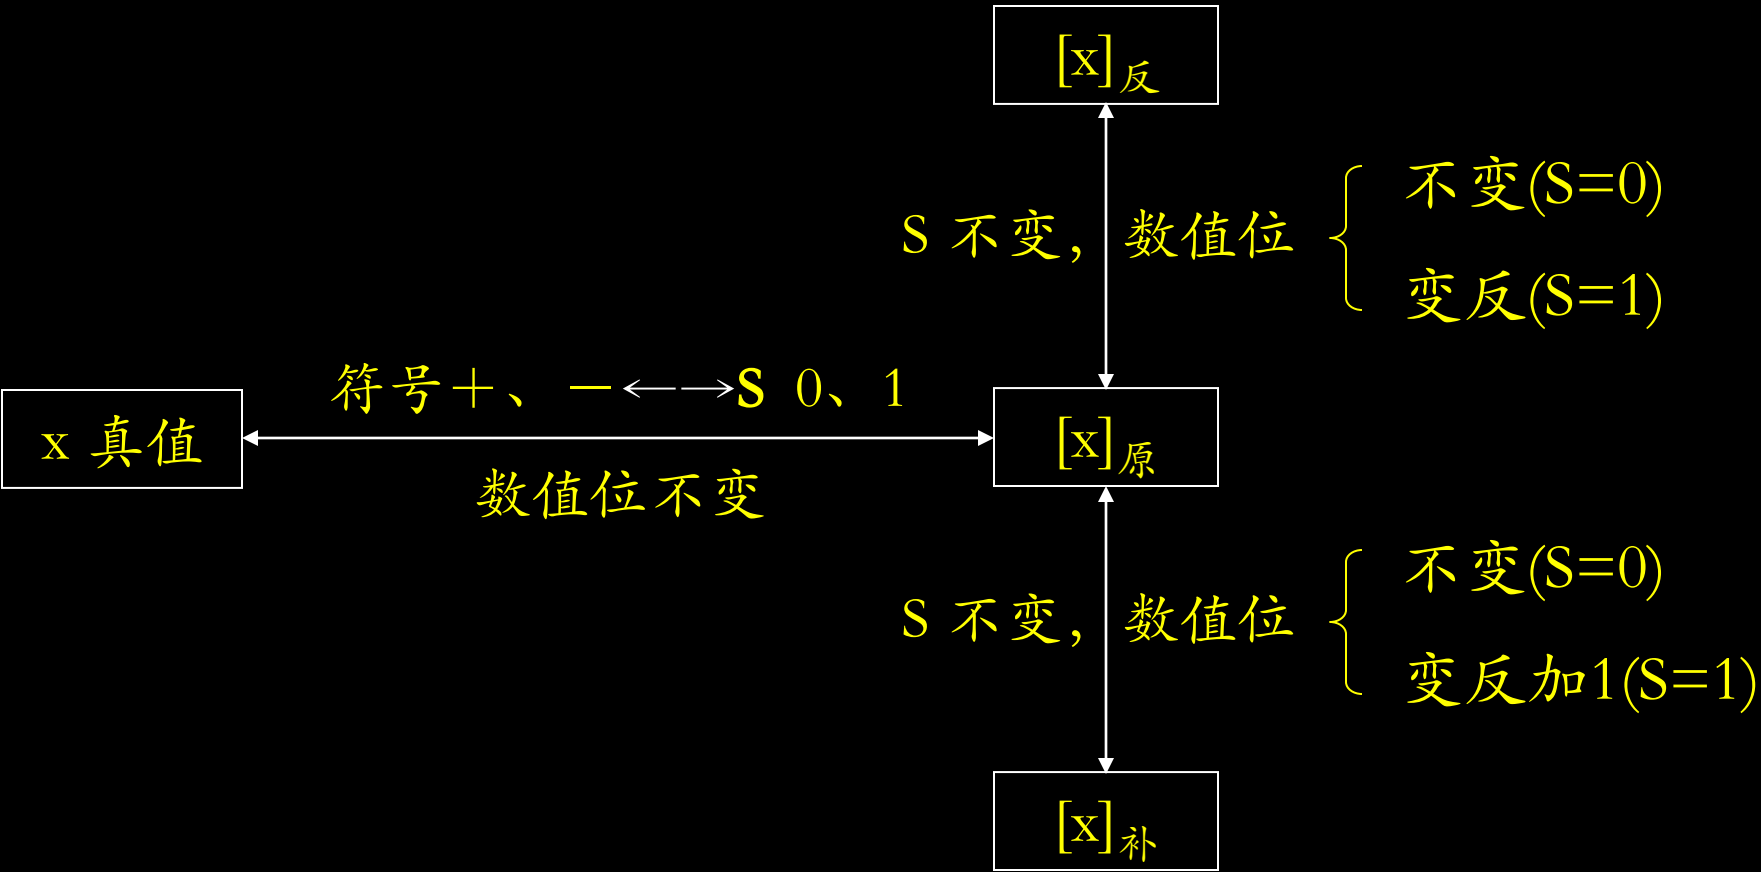 [x]反
不变(S=0)
S 不变，数值位
变反(S=1)
符号＋、－←→S 0、1
x 真值
[x]原
数值位不变
不变(S=0)
S 不变，数值位
变反加1(S=1)
[x]补